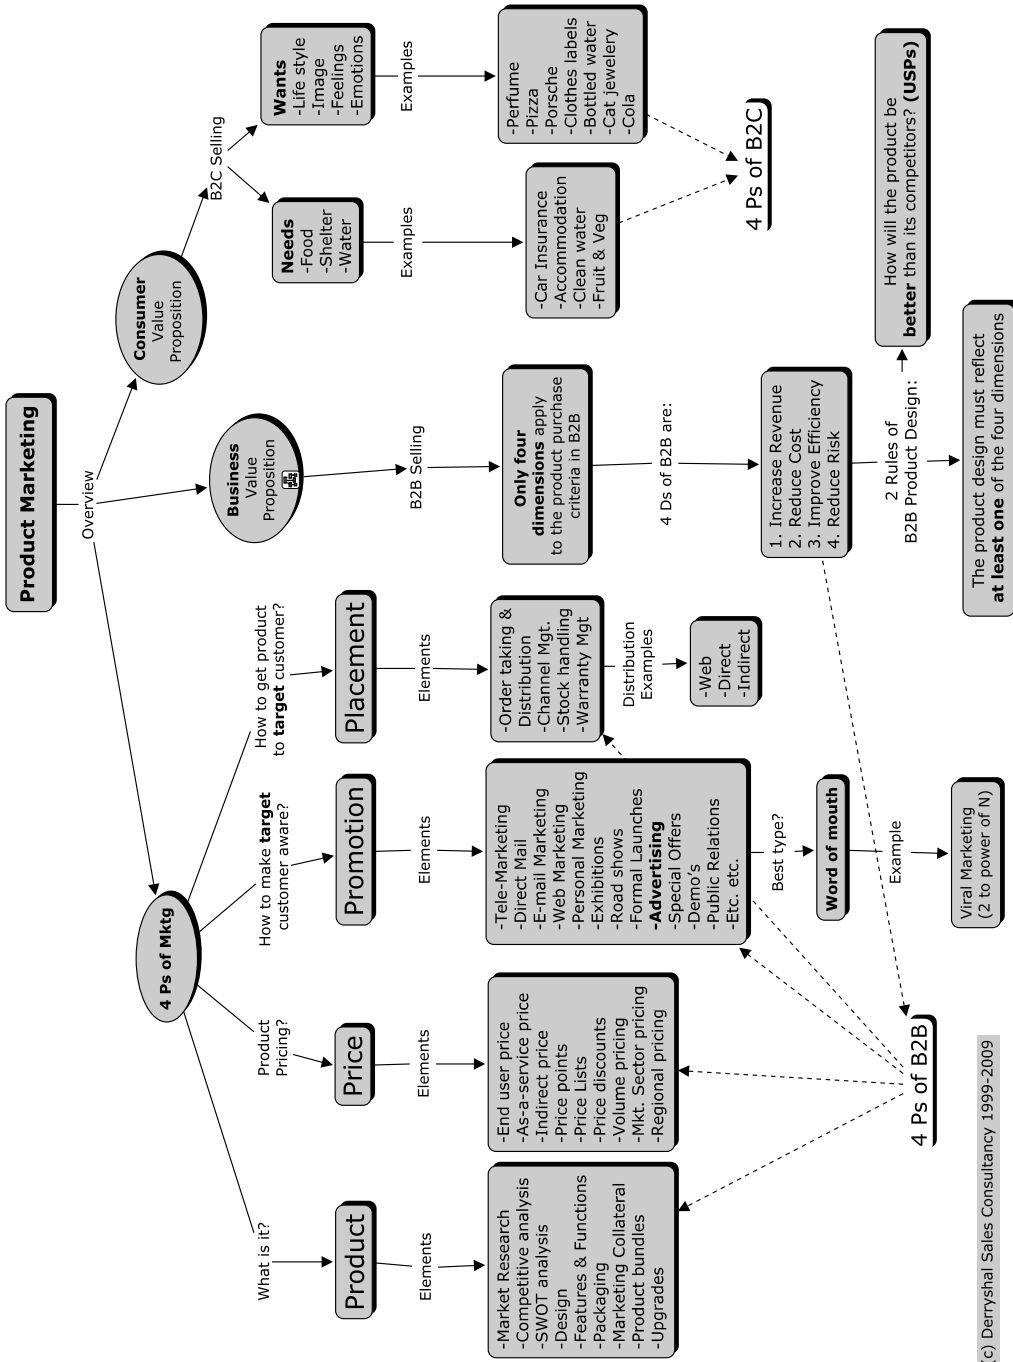 Product Marketing
Overview
4 Ps of Mktg
Business
Value
Proposition
Consumer
Value
Proposition
What is it?
Product
Pricing?
How to make target
customer aware?
How to get product
to target customer?
B2B Selling
B2C Selling
Product
Price
Promotion
Placement
Needs
-Food
-Shelter
-Water
Wants
-Life style
-Image
-Feelings
-Emotions
Elements
Elements
Elements
Elements
Examples
Examples
-Market Research
-Competitive analysis
-SWOT analysis
-Design
-Features & Functions
-Packaging
-Marketing Collateral
-Product bundles
-Upgrades
-End user price
-As-a-service price
-Indirect price
-Price points
-Price Lists
-Price discounts
-Volume pricing
-Mkt. Sector pricing
-Regional pricing
-Tele-Marketing
-Direct Mail
-E-mail Marketing
-Web Marketing
-Personal Marketing
-Exhibitions
-Road shows
-Formal Launches
-Advertising
-Special Offers
-Demo's
-Public Relations
-Etc. etc.
-Order taking &
Distribution
-Channel Mgt.
-Stock handling
-Warranty Mgt
Only four
dimensions apply
to the product purchase
criteria in B2B
-Car Insurance
-Accommodation
-Clean water
-Fruit & Veg
-Perfume
-Pizza
-Porsche
-Clothes labels
-Bottled water
-Cat jewelery
-Cola
Distribution
Examples
-Web
-Direct
-Indirect
4 Ds of B2B are:
4 Ps of B2C
1. Increase Revenue
2. Reduce Cost
3. Improve Efficiency
4. Reduce Risk
Best type?
Word of mouth
Example
Viral Marketing
(2 to power of N)
2 Rules of
B2B Product Design:
How will the product be
better than its competitors? (USPs)
The product design must reflect
at least one of the four dimensions
4 Ps of B2B
(c) Derryshal Sales Consultancy 1999-2009